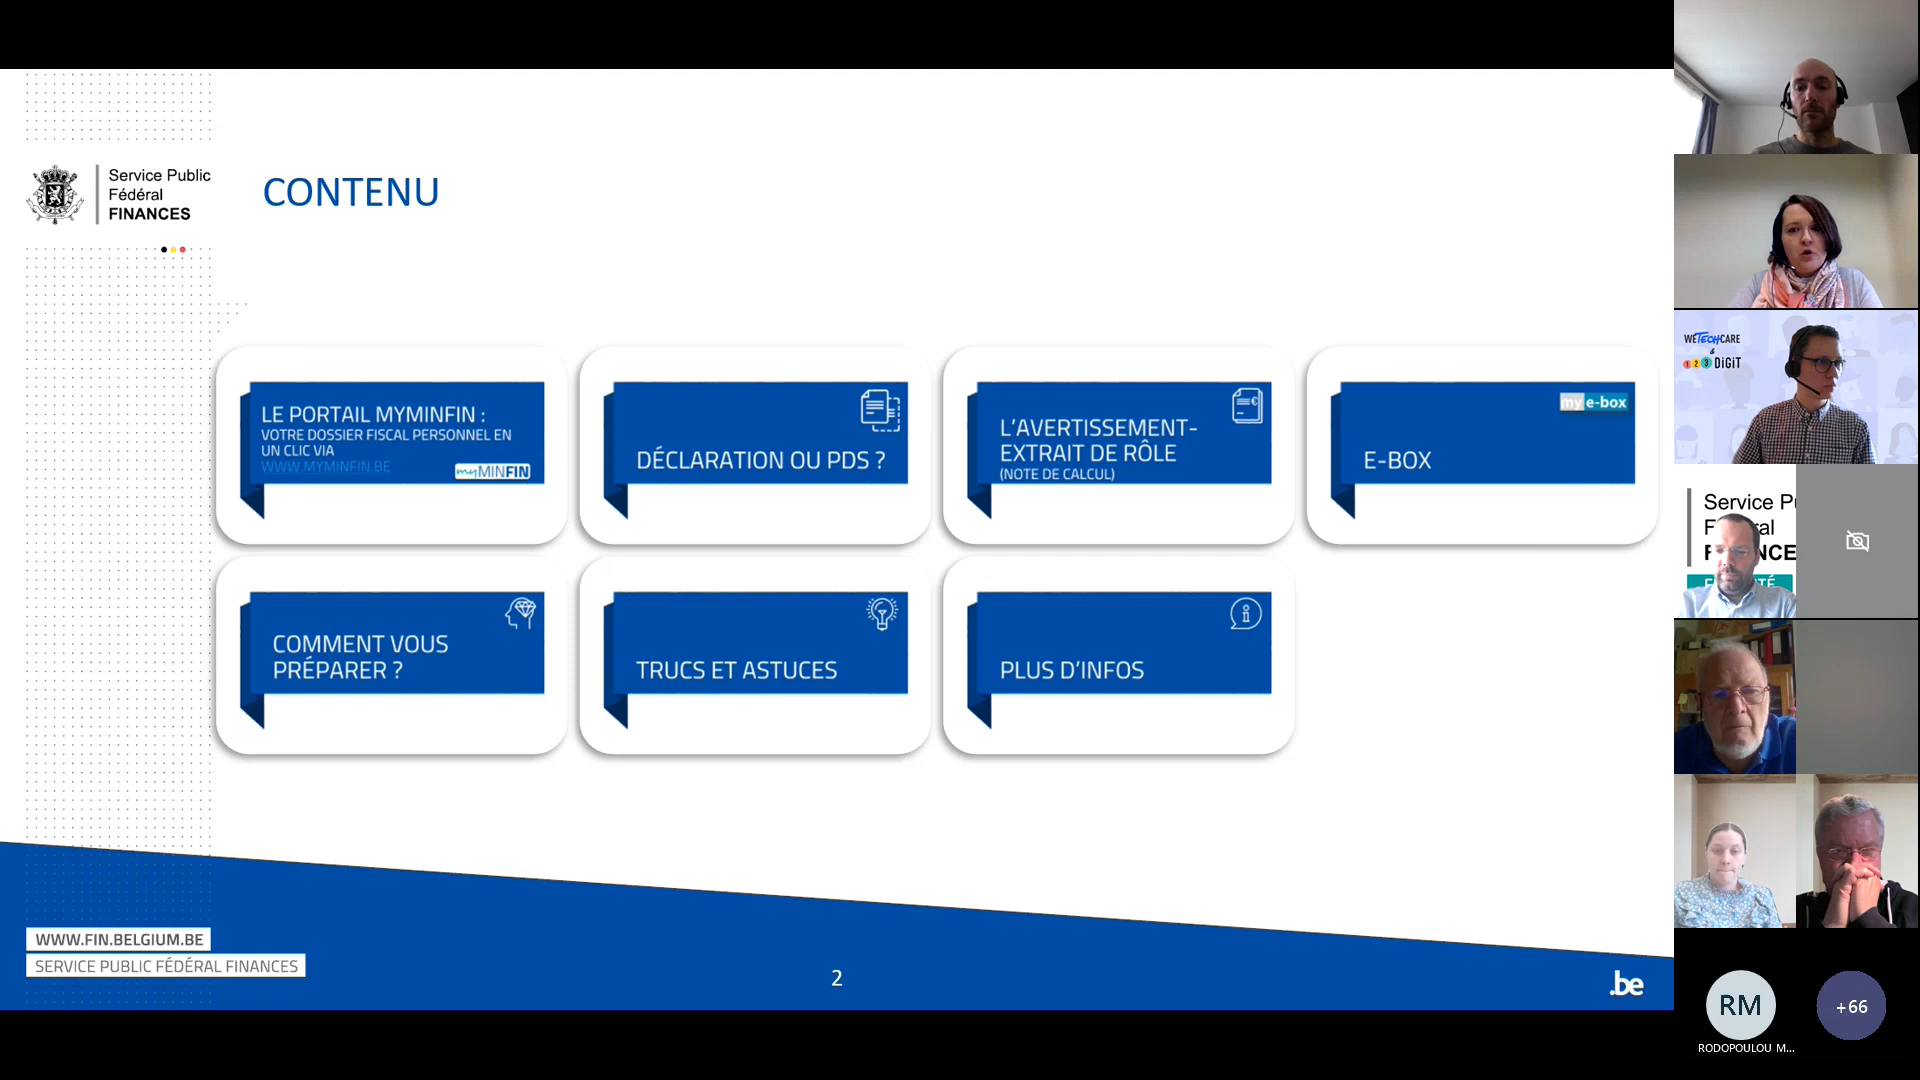 Service Public
Fédéral
FINANCES
CONTENU
LE PORTAIL MYMINFIN :
VOTRE DOSSIER FISCAL PERSONNEL EN
UN CLIC VIA
WWW.MYMINFIN.BE
myMINFIN
DÉCLARATION OU PDS ?
L'AVERTISSEMENT-
EXTRAIT DE RÔLE
(NOTE DE CALCUL)
my e-box
E-BOX
COMMENT VOUS
PRÉPARER ?
TRUCS ET ASTUCES
PLUS D'INFOS
WWW.FIN.BELGIUM.BE
SERVICE PUBLIC FÉDÉRAL FINANCES
2
.be
WETECHCARE
&
123 DiGiT
Service
RM
+66
RODOPOULOU M...